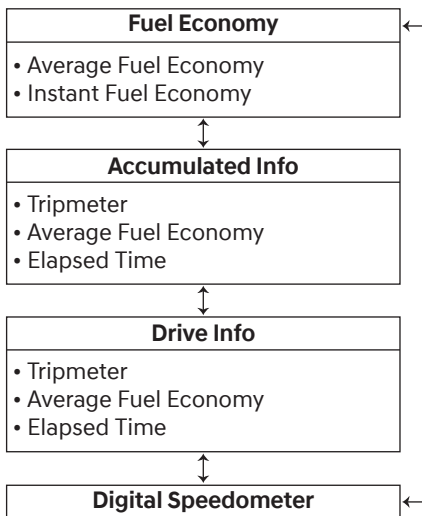 Fuel Economy
• Average Fuel Economy
• Instant Fuel Economy
Accumulated Info
• Tripmeter
• Average Fuel Economy
• Elapsed Time
Drive Info
• Tripmeter
• Average Fuel Economy
• Elapsed Time
Digital Speedometer